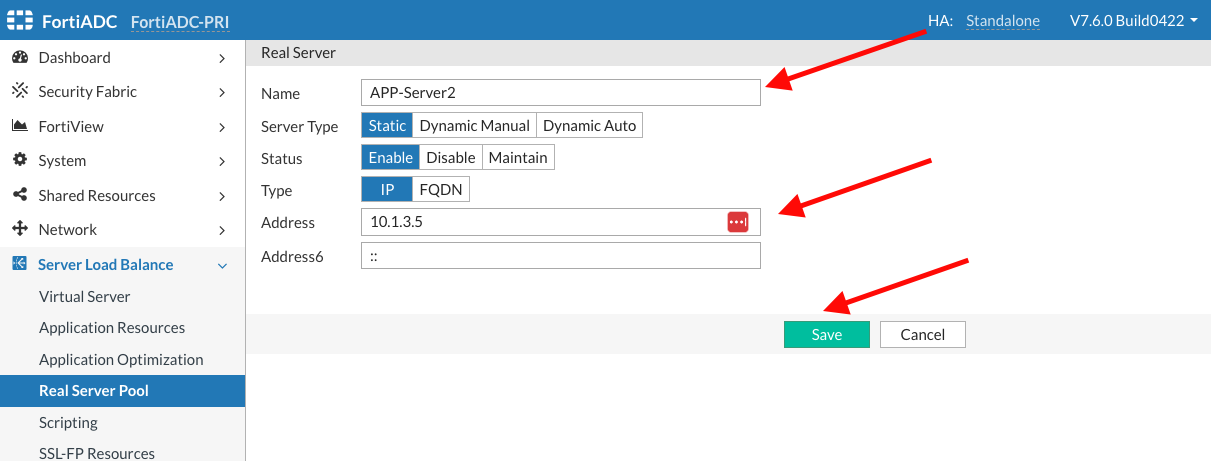 FortiADC FortiADC-PRI HA: Standalone V7.6.0 Build0422
Dashboard
Security Fabric
FortiView
System
Shared Resources
Network
Server Load Balance
Virtual Server
Application Resources
Application Optimization
Real Server Pool
Scripting
SSL-FP Resources
Real Server
Name APP-Server2
Server Type Static Dynamic Manual Dynamic Auto
Status Enable Disable Maintain
Type IP FQDN
Address 10.1.3.5
Address6 ::
Save Cancel